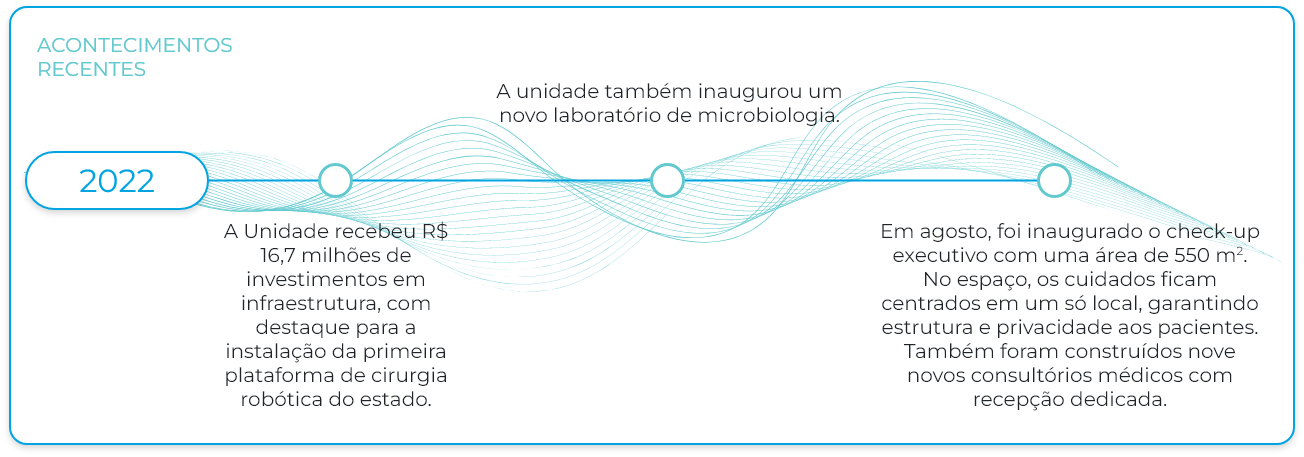 ACONTECIMENTOS
RECENTES
2022
A Unidade recebeu R$
16,7 milhões de
investimentos em
infraestrutura, com
destaque para a
instalação da primeira
plataforma de cirurgia
robótica do estado.
A unidade também inaugurou um
novo laboratório de microbiologia.
Em agosto, foi inaugurado o check-up
executivo com uma área de 550 m².
No espaço, os cuidados ficam
centrados em um só local, garantindo
estrutura e privacidade aos pacientes.
Também foram construídos nove
novos consultórios médicos com
recepção dedicada.